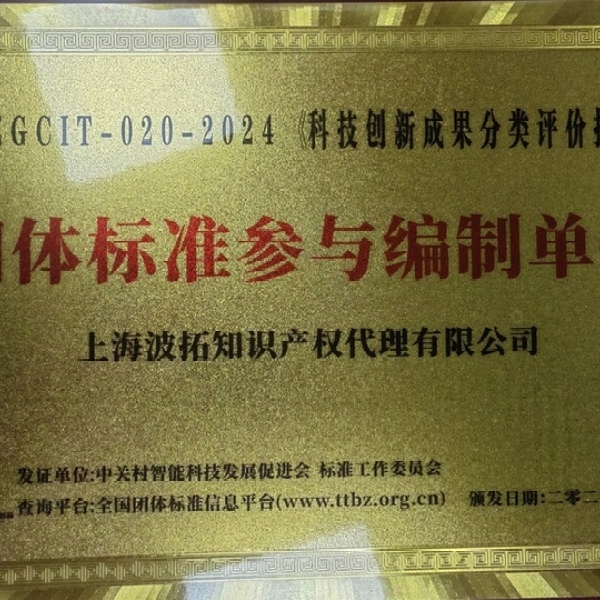 EGCIT-020-2024《科技创新成果分类评价
团体标准参与编制单
上海波拓知识产权代理有限公司
发证单位:中关村智能科技发展促进会 标准工作委员会
查询平台:全国团体标准信息平台(www.ttbz.org.cn) 颁发日期:二零二